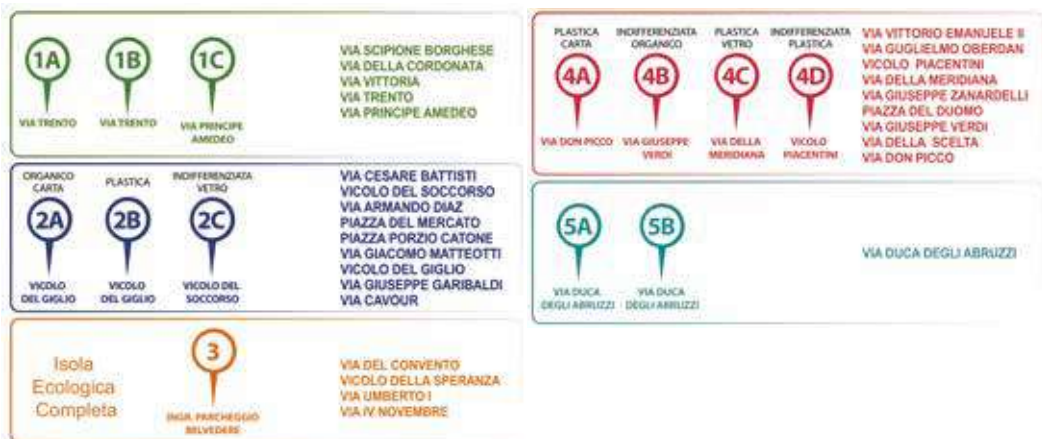 1A
1B
1C
VIA TRENTO
VIA TRENTO
VIA PRINCIPE
AMEDEO
VIA SCIPIONE BORGHESE
VIA DELLA CORDONATA
VIA VITTORIA
VIA TRENTO
VIA PRINCIPE AMEDEO
ORGANICO
CARTA
PLASTICA
INDIFFERENZIATA
VETRO
2A
2B
2C
VICOLO
DEL GIGLIO
VICOLO
DEL GIGLIO
VICOLO DEL
SOCCORSO
VIA CESARE BATTISTI
VICOLO DEL SOCCORSO
VIA ARMANDO DIAZ
PIAZZA DEL MERCATO
PIAZZA PORZIO CATONE
VIA GIACOMO MATTEOTTI
VICOLO DEL GIGLIO
VIA GIUSEPPE GARIBALDI
VIA CAVOUR
Isola
Ecologica
Completa
3
INGR. PARCHEGGIO
BELVEDERE
VIA DEL CONVENTO
VICOLO DELLA SPERANZA
VIA UMBERTO I
VIA IV NOVEMBRE
PLASTICA
CARTA
INDIFFERENZIATA
ORGANICO
PLASTICA
VETRO
INDIFFERENZIATA
PLASTICA
4A
4B
4C
4D
VIA DON PICCO
VIA GIUSEPPE
VERDI
VIA DELLA
MERIDIANA
VICOLO
PIACENTINI
VIA VITTORIO EMANUELE II
VIA GUGLIELMO OBERDAN
VICOLO PIACENTINI
VIA DELLA MERIDIANA
VIA GIUSEPPE ZANARDELLI
PIAZZA DEL DUOMO
VIA GIUSEPPE VERDI
VIA DELLA SCELTA
VIA DON PICCO
5A
5B
VIA DUCA
DEGLI ABRUZZI
VIA DUCA
DEGLI ABRUZZI
VIA DUCA DEGLI ABRUZZI